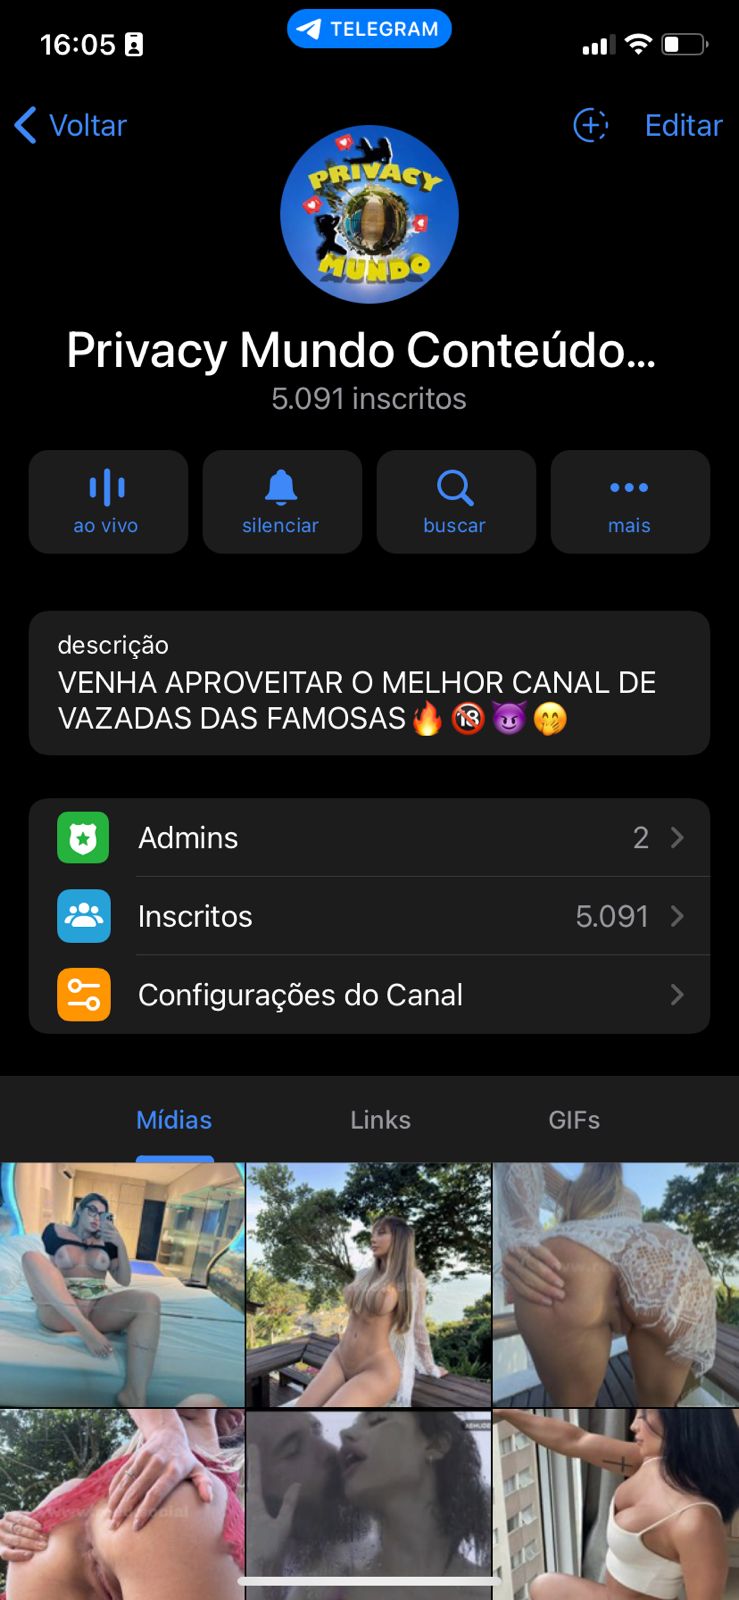 16:05
TELEGRAM
Voltar
Editar
PRIVACY
MUNDO
Privacy Mundo Conteúdo...
5.091 inscritos
ao vivo
silenciar
buscar
mais
descrição
VENHA APROVEITAR O MELHOR CANAL DE
VAZADAS DAS FAMOSAS🔥🔞😈🤭
Admins
2
Inscritos
5.091
Configurações do Canal
Mídias
Links
GIFs